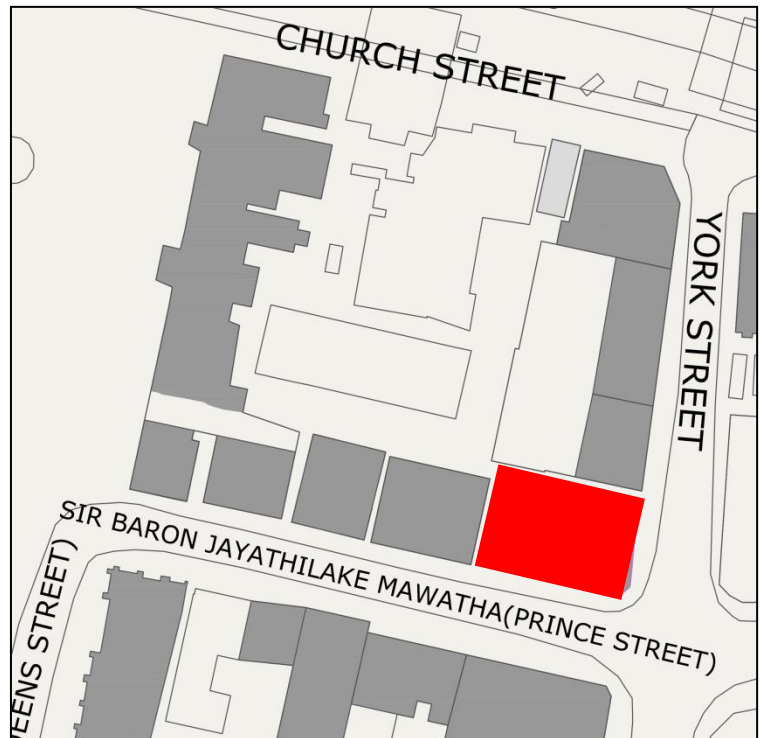 CHURCH STREET
YORK STREET
SIR BARON JAYATHILAKE MAWATHA(PRINCE STREET)
EENS STREET)